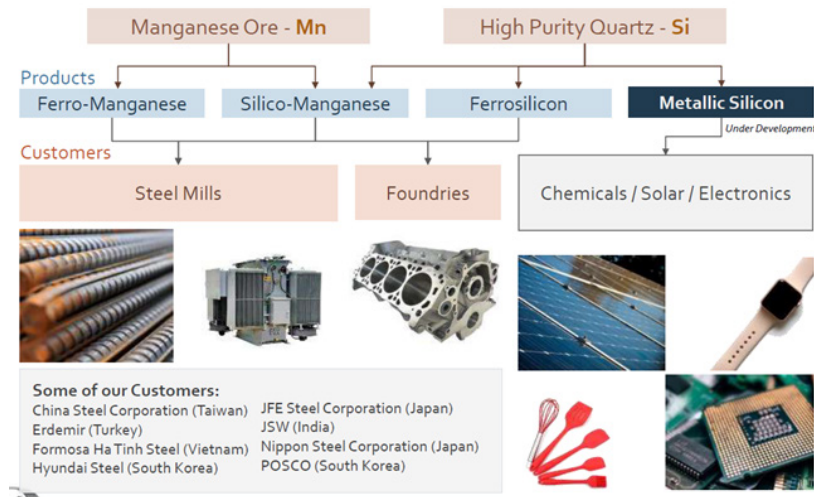 Manganese Ore - Mn
High Purity Quartz - Si
Products
Ferro-Manganese
Silico-Manganese
Ferrosilicon
Metallic Silicon
Under Development
Customers
Steel Mills
Foundries
Chemicals / Solar / Electronics
Some of our Customers:
China Steel Corporation (Taiwan)
Erdemir (Turkey)
Formosa Ha Tinh Steel (Vietnam)
Hyundai Steel (South Korea)
JFE Steel Corporation (Japan)
JSW (India)
Nippon Steel Corporation (Japan)
POSCO (South Korea)